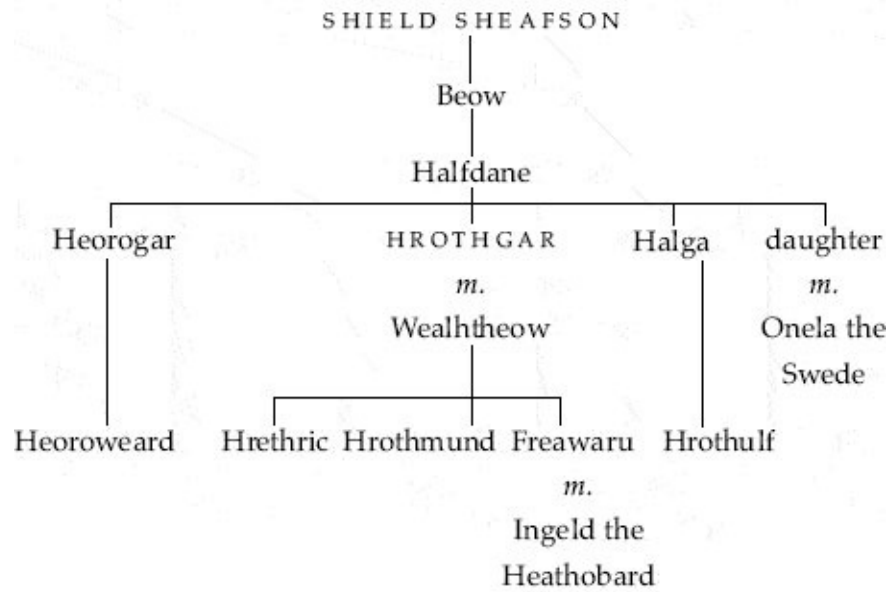 SHIELD SHEAFSON
Beow
Halfdane
Heorogar HROTHGAR Halga daughter
m. m.
Wealhtheow Onela the
Swede
Heoroweard Hrethric Hrothmund Freawaru Hrothulf
m.
Ingeld the
Heathobard